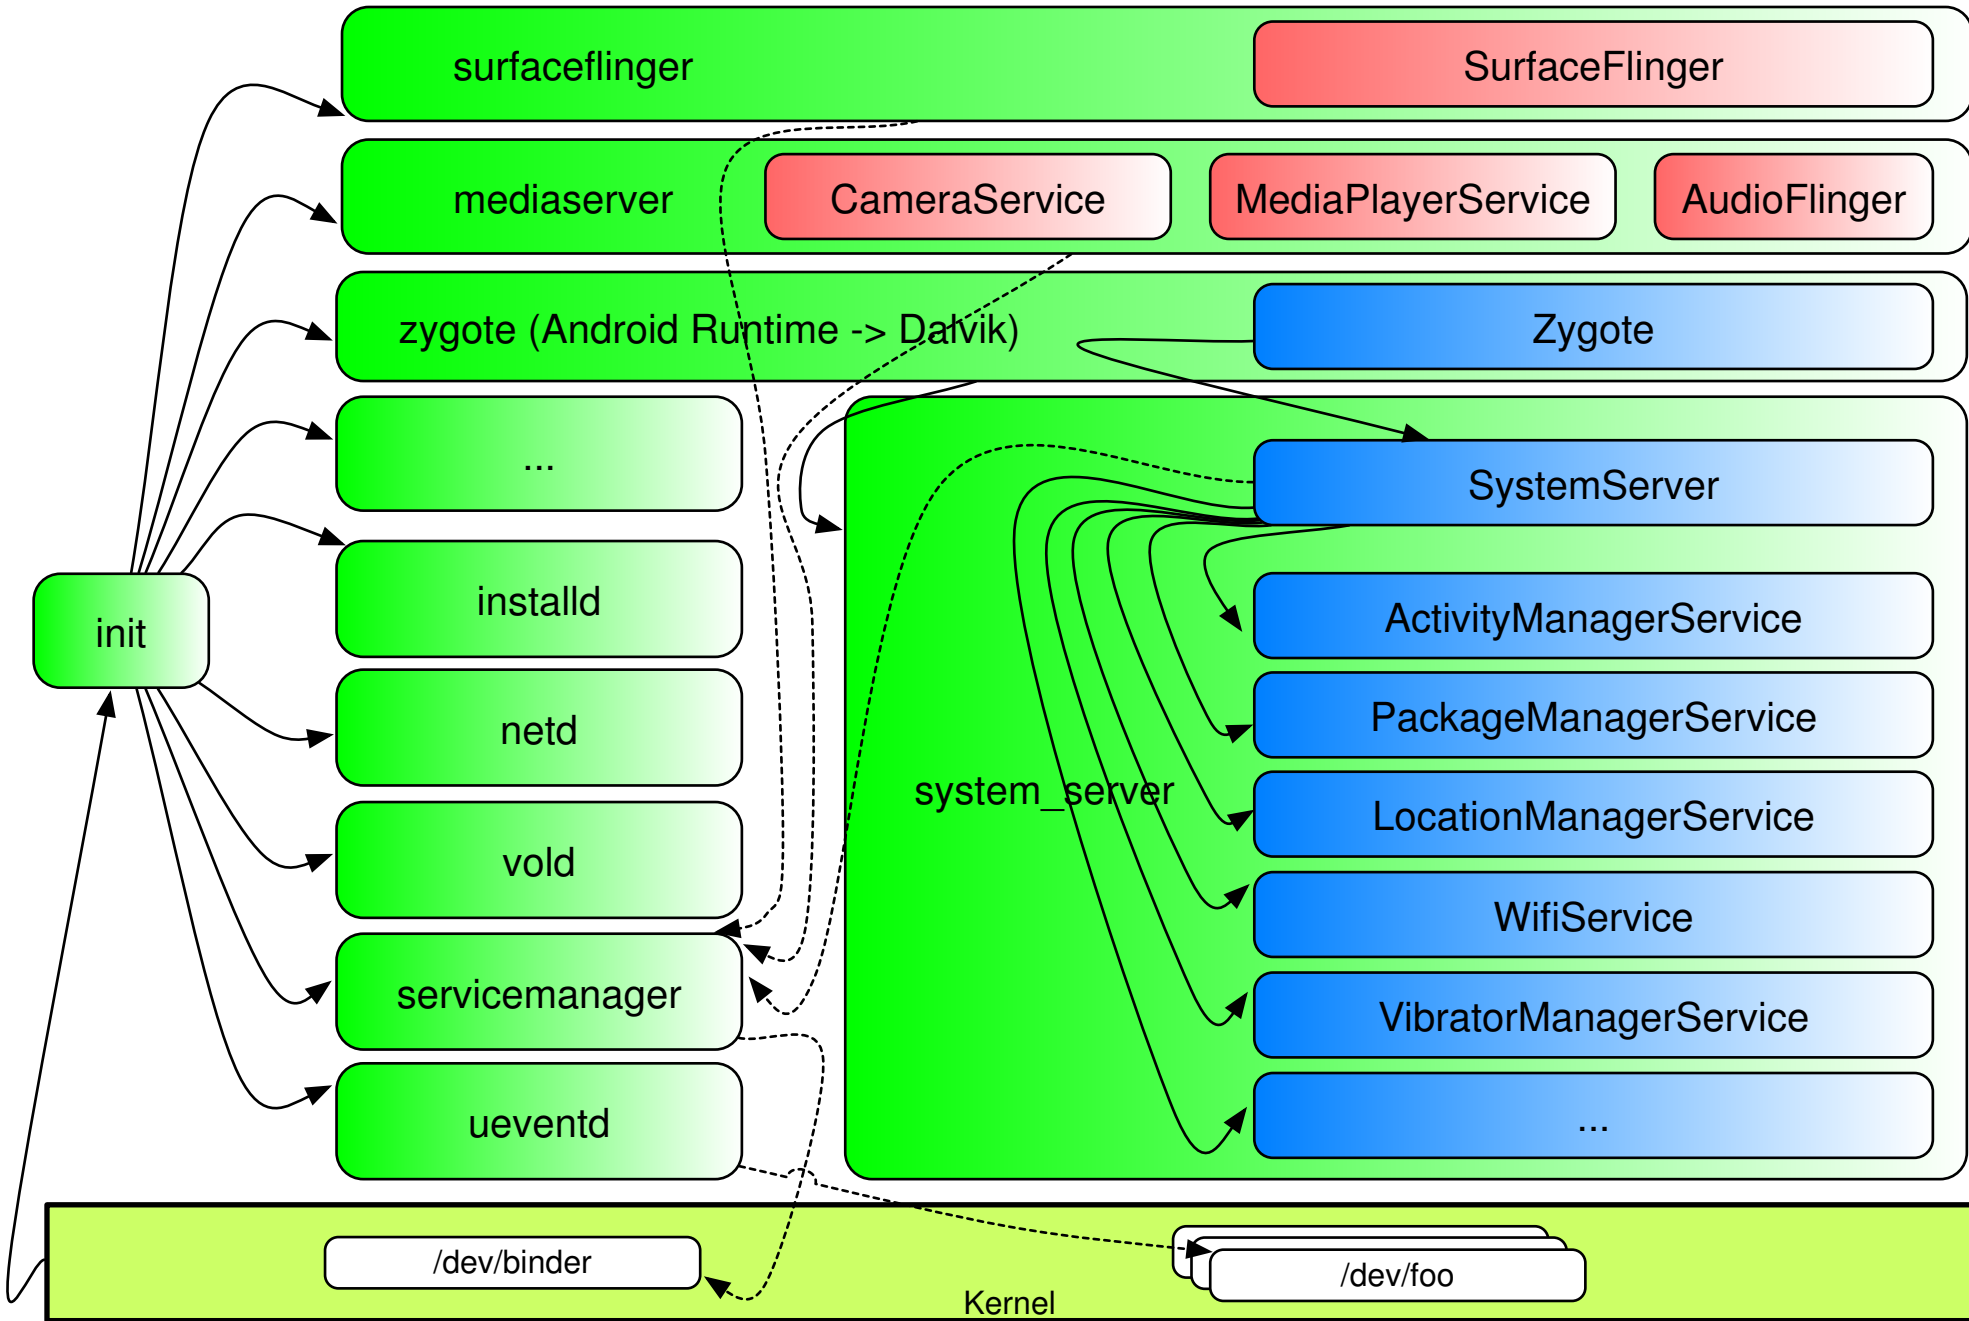 surfaceflinger
SurfaceFlinger
mediaserver
CameraService
MediaPlayerService
AudioFlinger
zygote (Android Runtime -> Dalvik)
Zygote
...
SystemServer
installd
init
ActivityManagerService
netd
PackageManagerService
system_server
LocationManagerService
vold
WifiService
servicemanager
VibratorManagerService
ueventd
...
/dev/binder
/dev/foo
Kernel